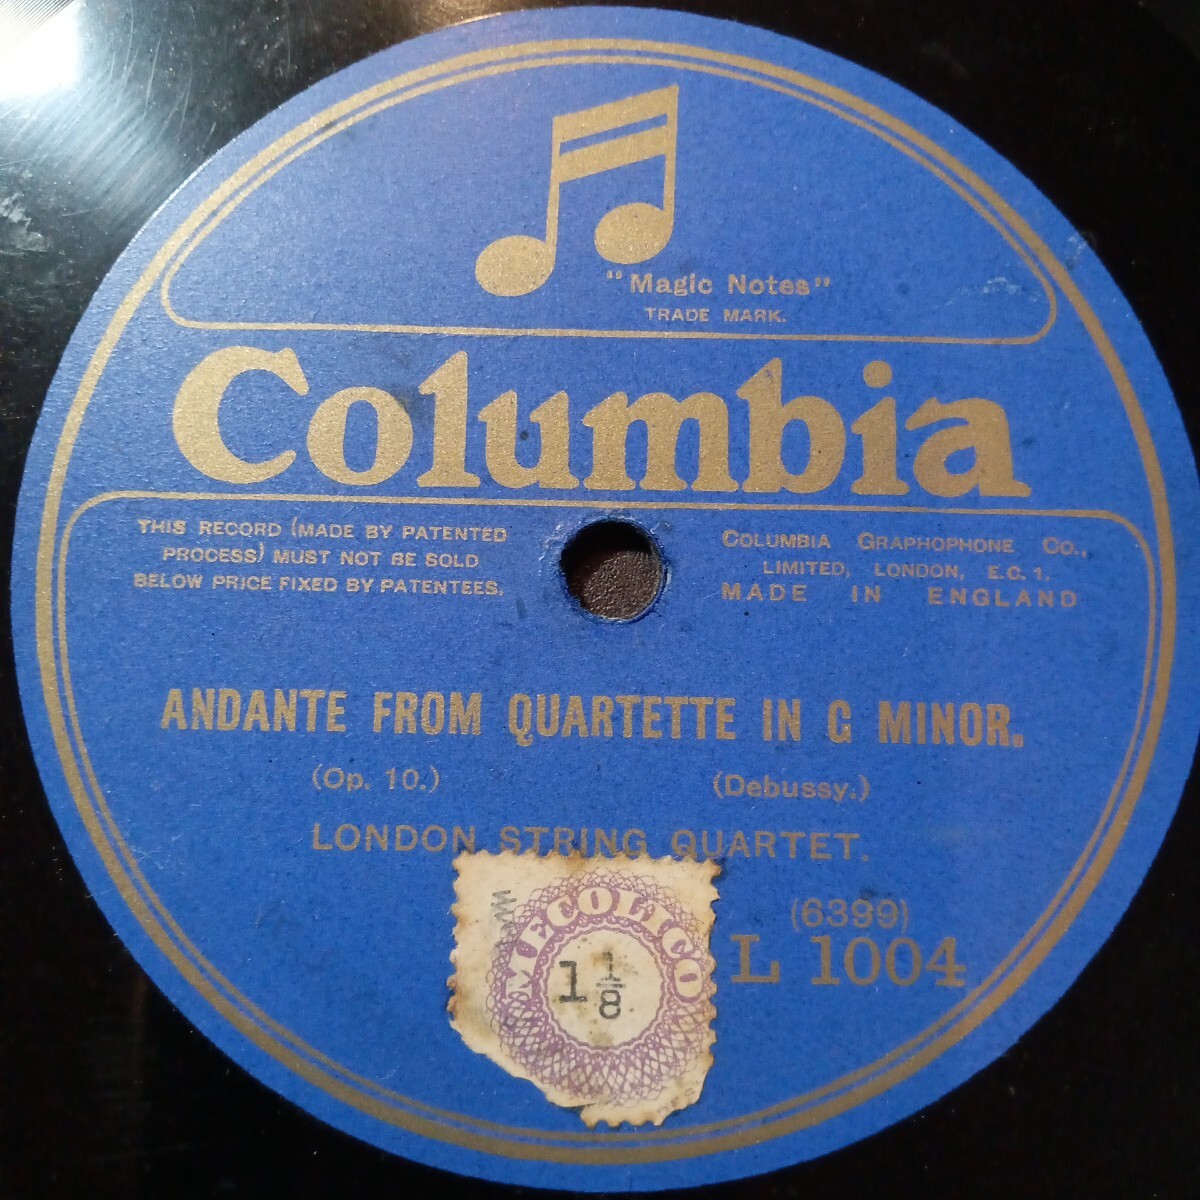 "Magic Notes"
TRADE MARK.
Columbia
THIS RECORD (MADE BY PATENTED
PROCESS) MUST NOT BE SOLD
BELOW PRICE FIXED BY PATENTEES.
COLUMBIA GRAPHOPHONE CO.,
LIMITED, LONDON, E.C. 1.
MADE IN ENGLAND
ANDANTE FROM QUARTETTE IN G MINOR.
(Op. 10.) (Debussy.)
LONDON STRING QUARTET.
(6399)
L 1004
MECOLICO
1 1/8